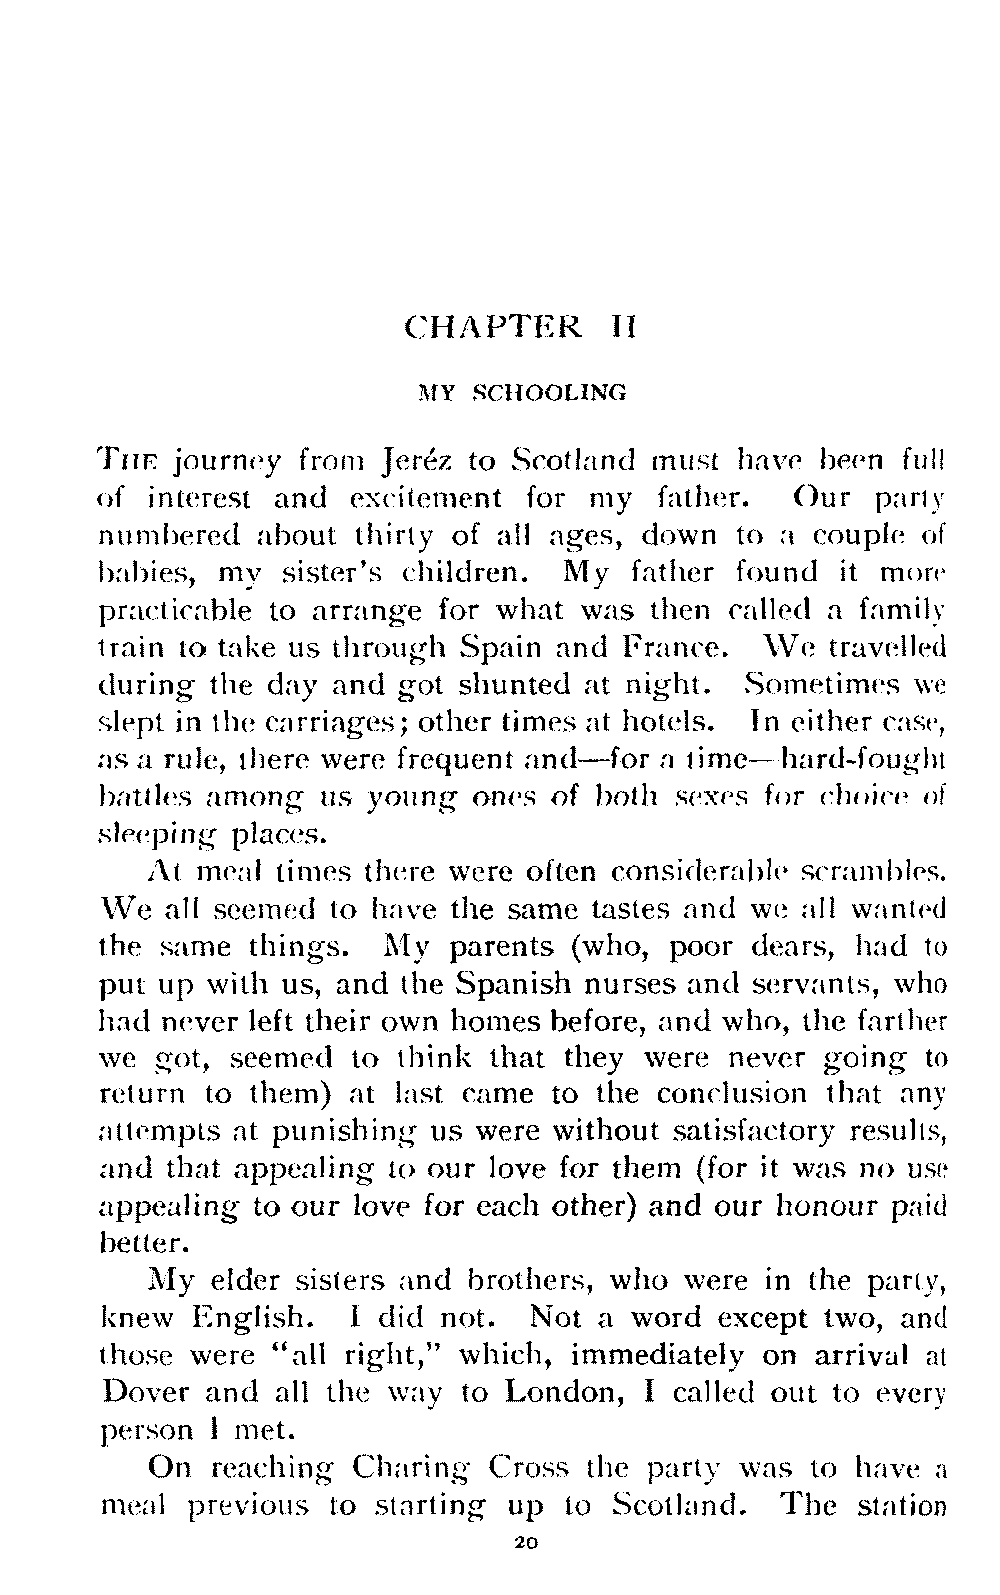 CHAPTER II
MY SCHOOLING
THE journey from Jeréz to Scotland must have been full
of interest and excitement for my father. Our party
numbered about thirty of all ages, down to a couple of
babies, my sister's children. My father found it more
practicable to arrange for what was then called a family
train to take us through Spain and France. We travelled
during the day and got shunted at night. Sometimes we
slept in the carriages; other times at hotels. In either case,
as a rule, there were frequent and—for a time—hard-fought
battles among us young ones of both sexes for choice of
sleeping places.
At meal times there were often considerable scrambles.
We all seemed to have the same tastes and we all wanted
the same things. My parents (who, poor dears, had to
put up with us, and the Spanish nurses and servants, who
had never left their own homes before, and who, the farther
we got, seemed to think that they were never going to
return to them) at last came to the conclusion that any
attempts at punishing us were without satisfactory results,
and that appealing to our love for them (for it was no use
appealing to our love for each other) and our honour paid
better.
My elder sisters and brothers, who were in the party,
knew English. I did not. Not a word except two, and
those were "all right," which, immediately on arrival at
Dover and all the way to London, I called out to every
person I met.
On reaching Charing Cross the party was to have a
meal previous to starting up to Scotland. The station
20